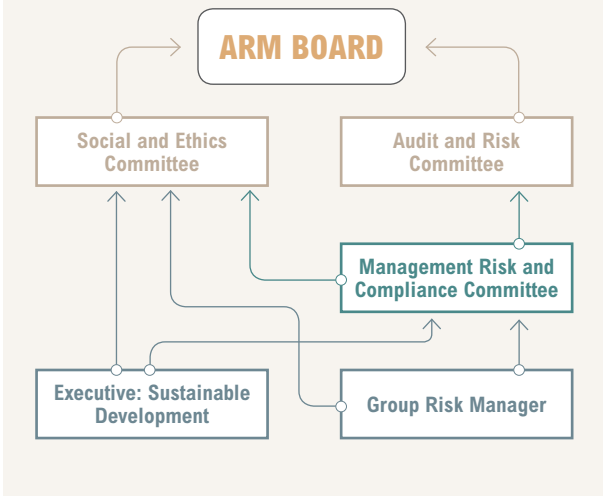 ARM BOARD
Social and Ethics
Committee
Audit and Risk
Committee
Management Risk and
Compliance Committee
Executive: Sustainable
Development
Group Risk Manager